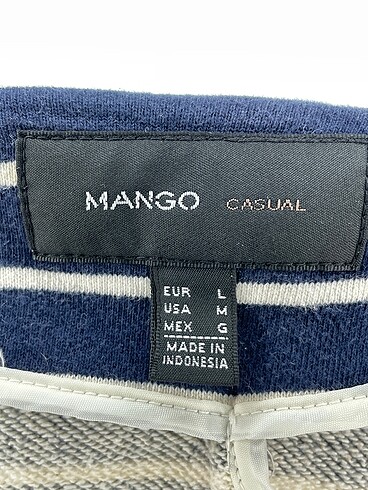 MANGO CASUAL
EUR L
USA M
MEX G
MADE IN
INDONESIA